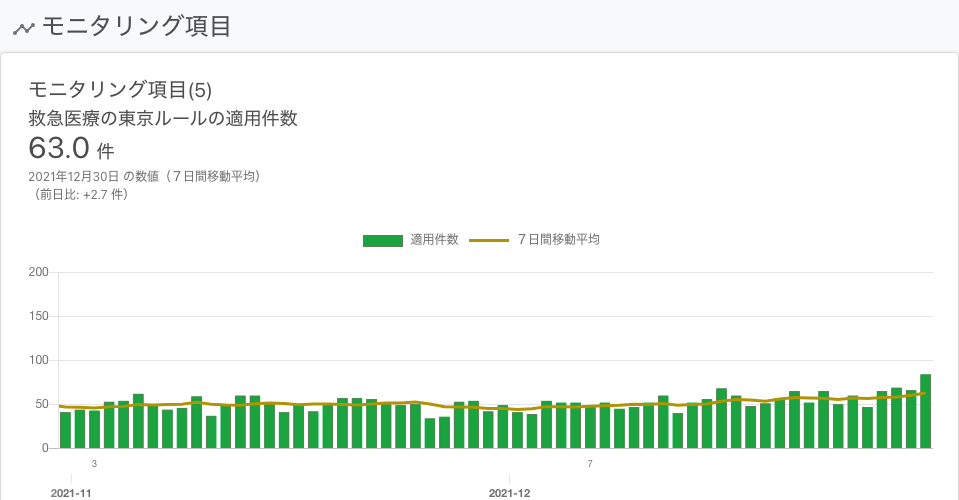 モニタリング項目
モニタリング項目(5)
救急医療の東京ルールの適用件数
63.0 件
2021年12月30日 の数値（７日間移動平均）
（前日比: +2.7 件）
適用件数 ７日間移動平均
200
150
100
50
0
3 7
2021-11 2021-12